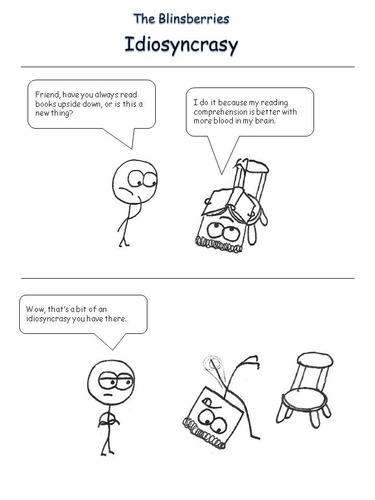 The Blinsberries
Idiosyncrasy
Friend, have you always read
books upside down, or is this a
new thing?
I do it because my reading
comprehension is better with
more blood in my brain.
Wow, that's a bit of an
idiosyncrasy you have there.